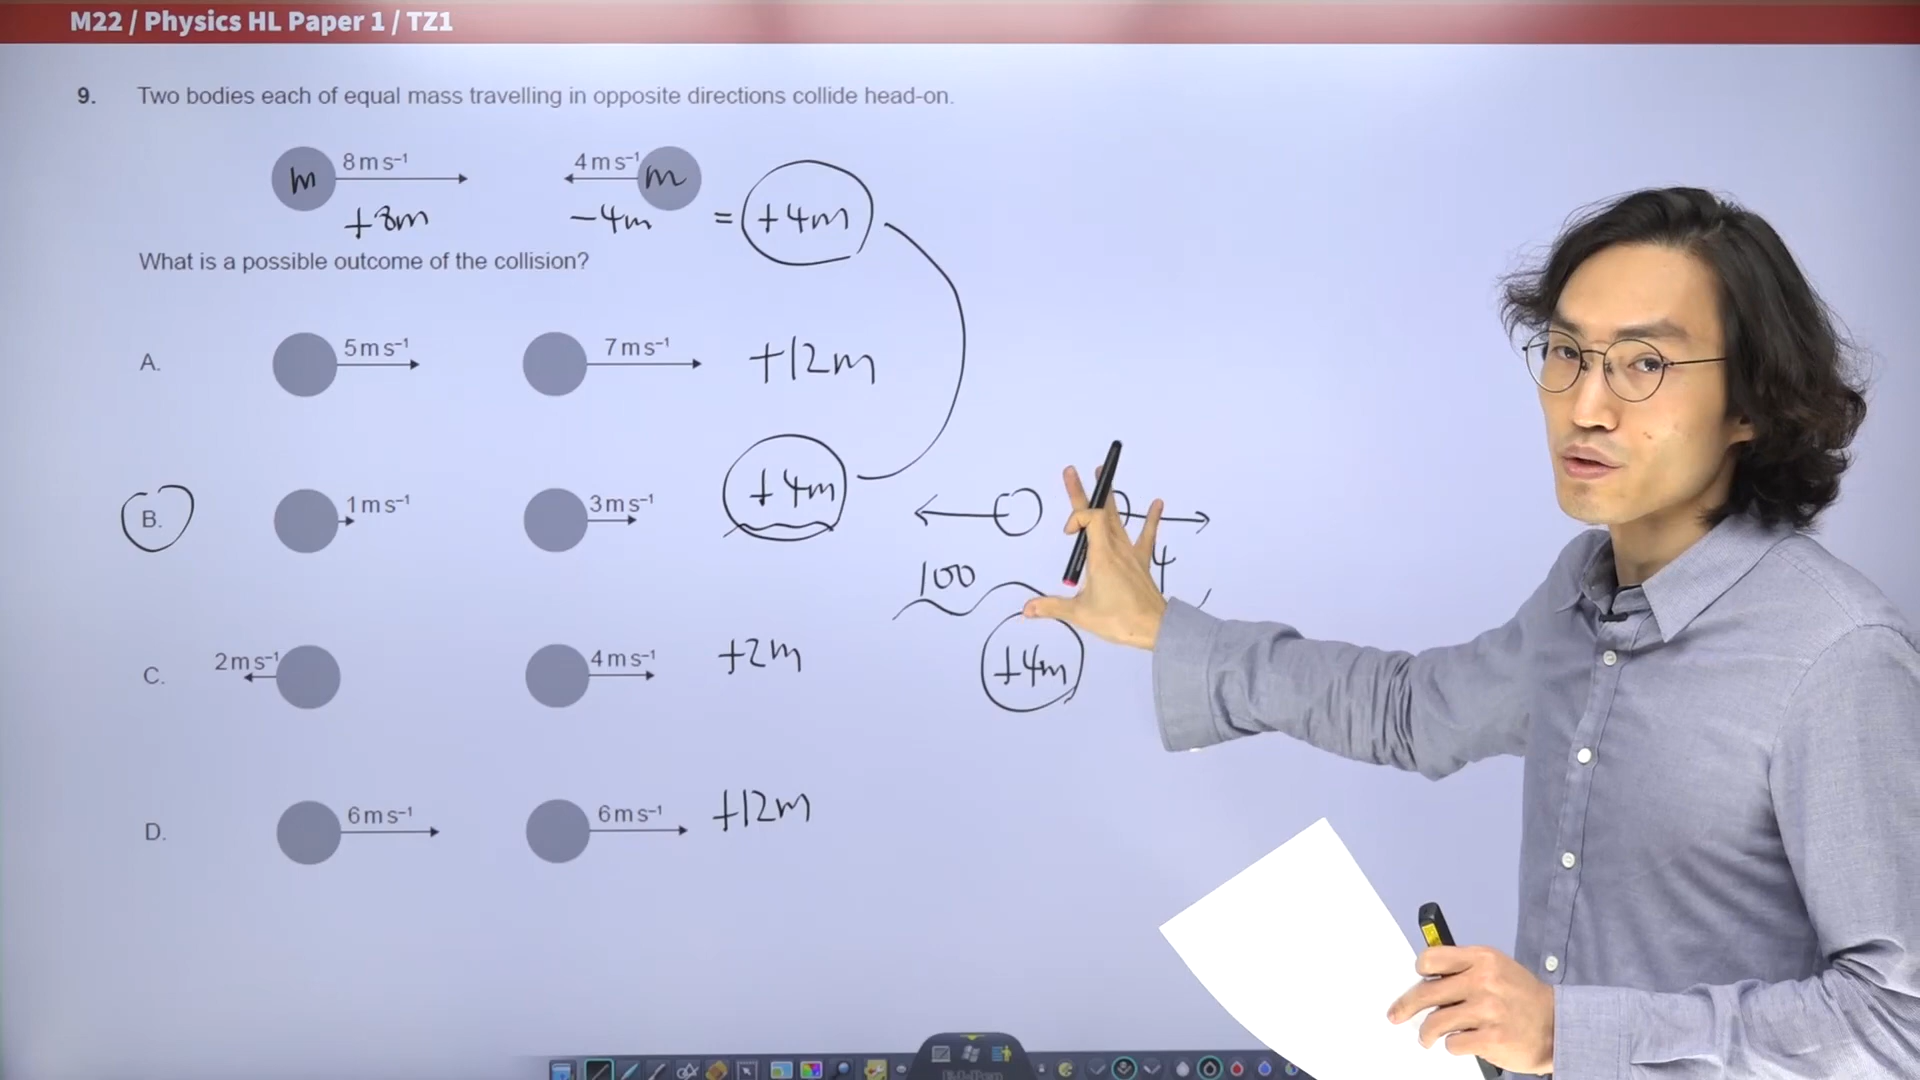 M22 / Physics HL Paper 1 / TZ1
9. Two bodies each of equal mass travelling in opposite directions collide head-on.
m 8 m s⁻¹ 4 m s⁻¹ m
+8m −4m = +4m
What is a possible outcome of the collision?
A. 5 m s⁻¹ 7 m s⁻¹ +12m
B. 1 m s⁻¹ 3 m s⁻¹ +4m
100 4
C. 2 m s⁻¹ 4 m s⁻¹ +2m
+4m
D. 6 m s⁻¹ 6 m s⁻¹ +12m